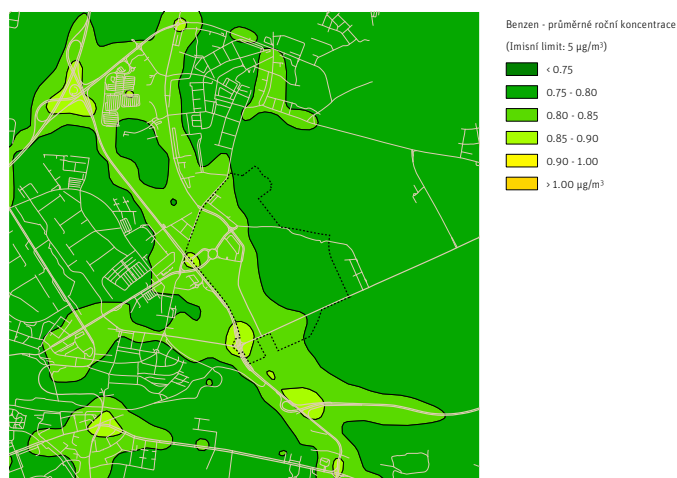 Benzen - průměrné roční koncentrace
(Imisní limit: 5 µg/m³)
< 0.75
0.75 - 0.80
0.80 - 0.85
0.85 - 0.90
0.90 - 1.00
> 1.00 µg/m³